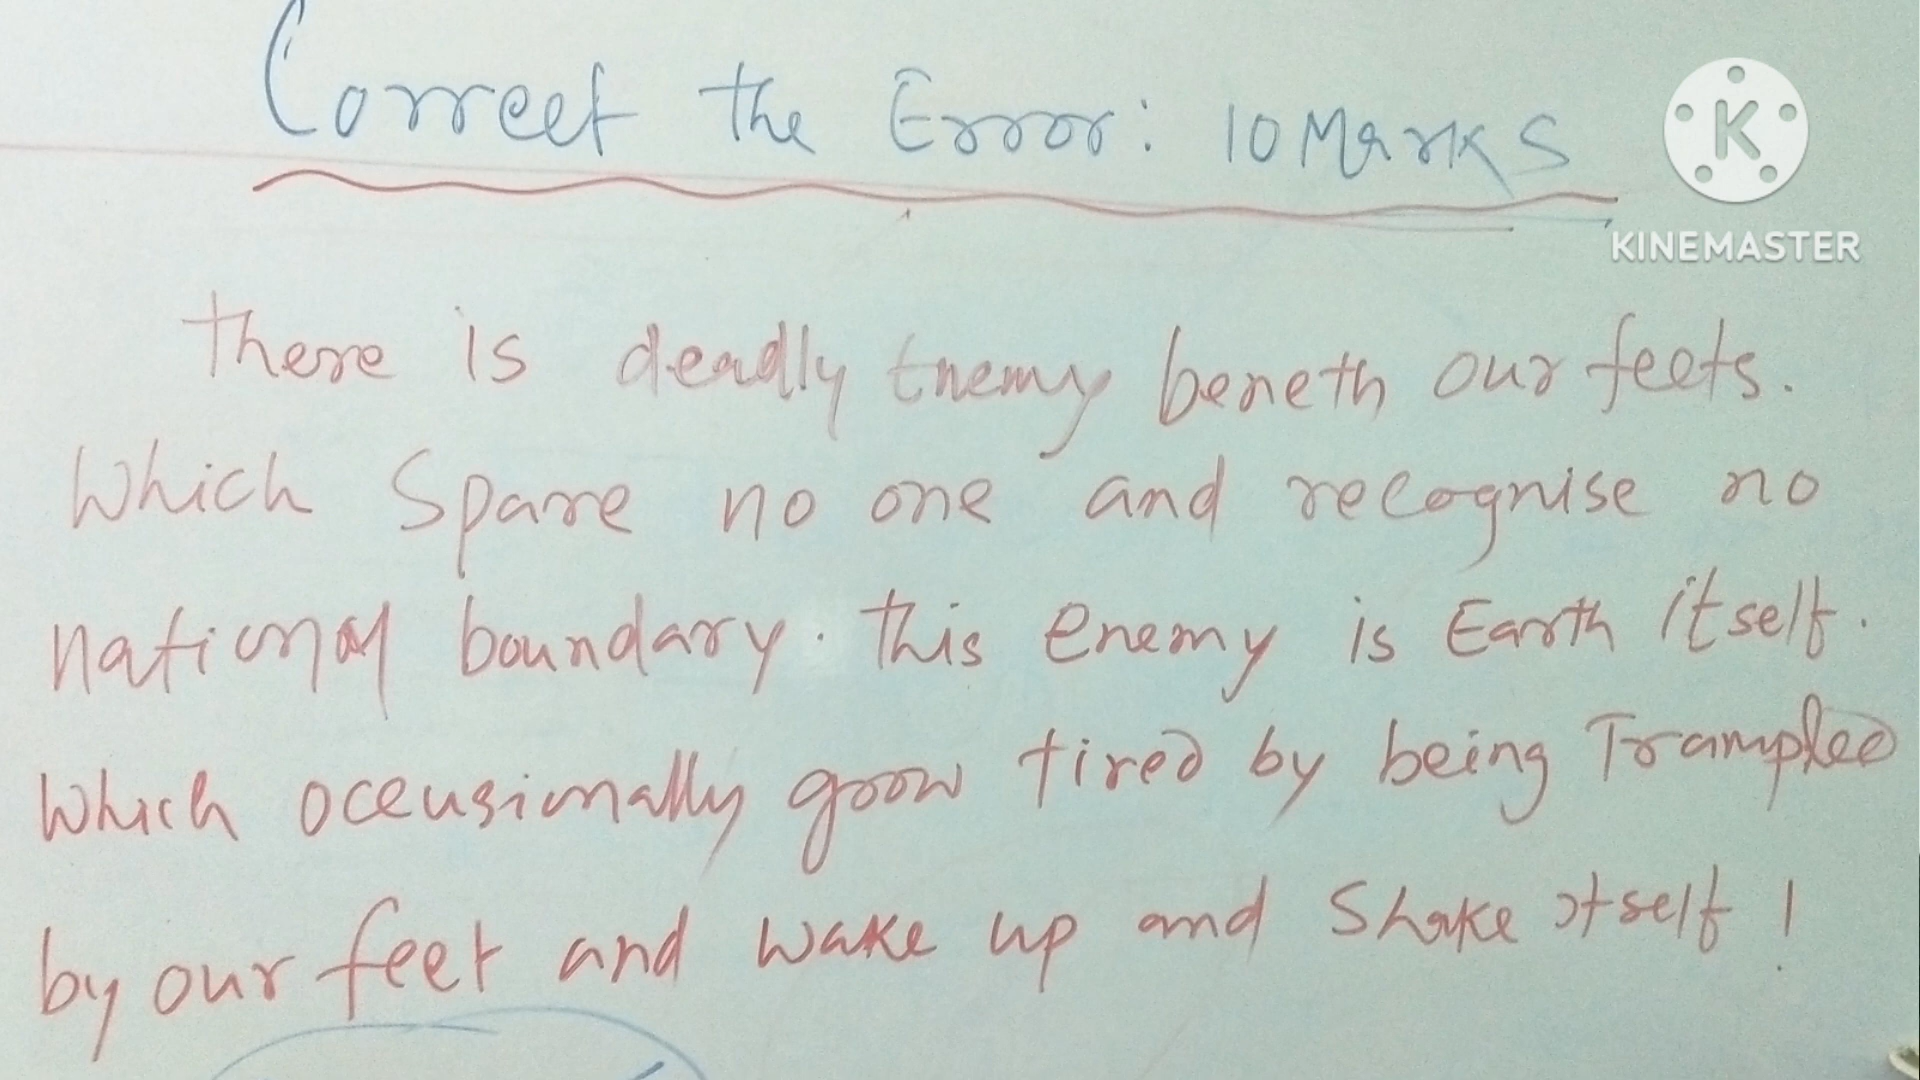 Correct the Error: 10 Marks
KINEMASTER
There is deadly Enemy beneth our feets.
Which Spare no one and recognise no
national boundary. This enemy is Earth itself.
Which occusionally grow tired by being Trampled
by our feet and wake up and Shake itself!